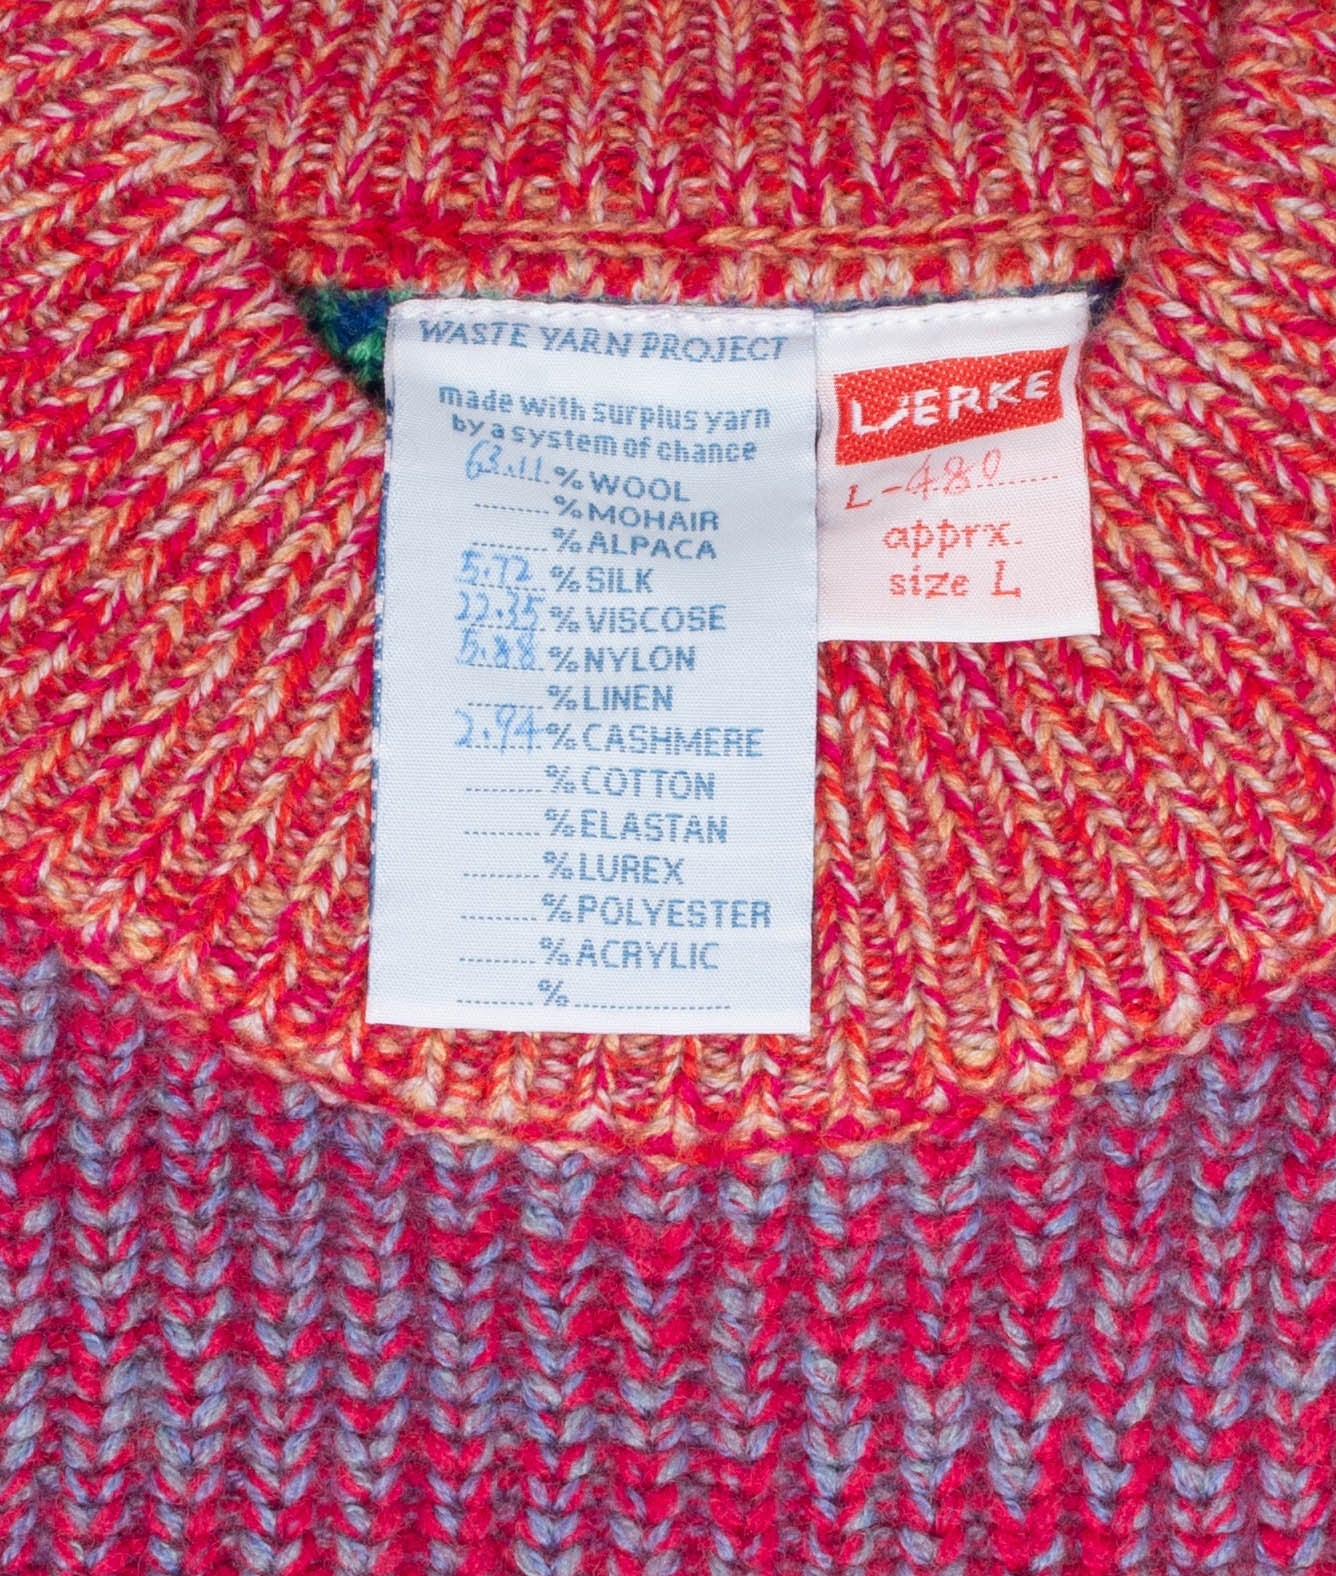 WASTE YARN PROJECT
made with surplus yarn
by a system of chance
63.11 % WOOL
........% MOHAIR
........% ALPACA
5.72 % SILK
22.35 % VISCOSE
5.88 % NYLON
........% LINEN
2.94 % CASHMERE
........% COTTON
........% ELASTAN
........% LUREX
........% POLYESTER
........% ACRYLIC
........% ................
WERKE
L-480
apprx.
size L